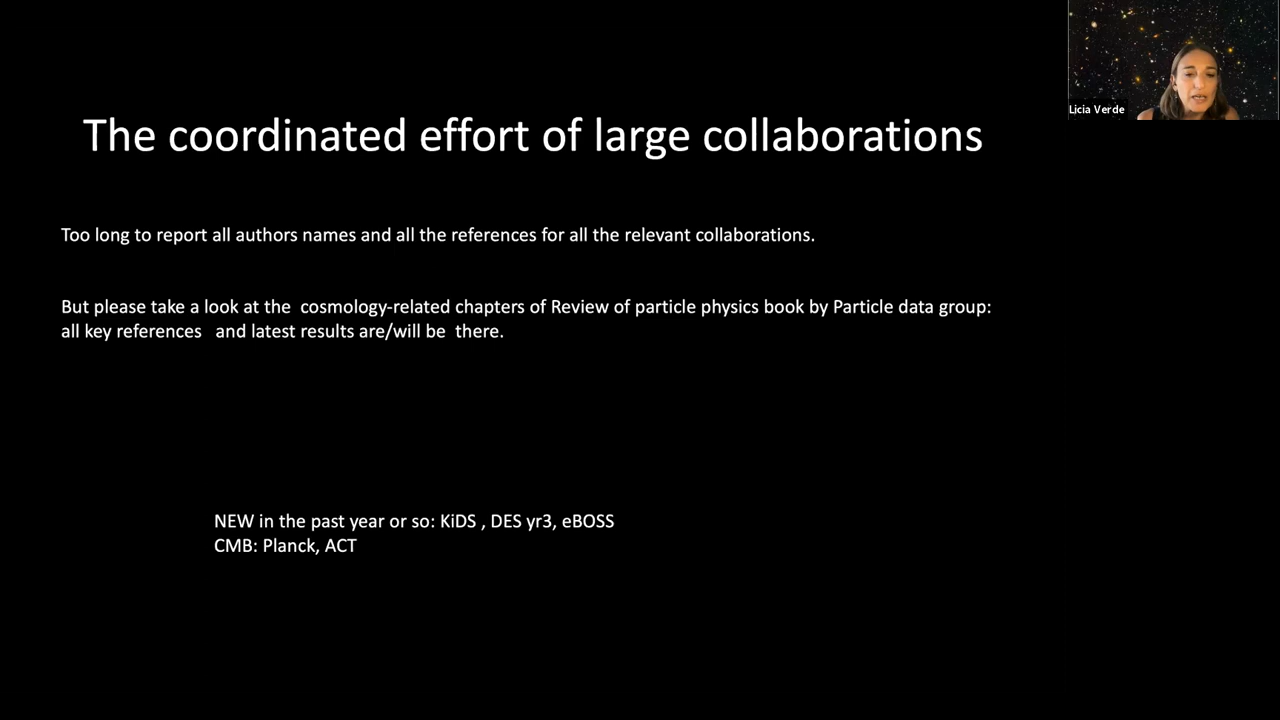 Licia Verde
The coordinated effort of large collaborations
Too long to report all authors names and all the references for all the relevant collaborations.
But please take a look at the  cosmology-related chapters of Review of particle physics book by Particle data group:
all key references   and latest results are/will be  there.
NEW in the past year or so: KiDS , DES yr3, eBOSS
CMB: Planck, ACT